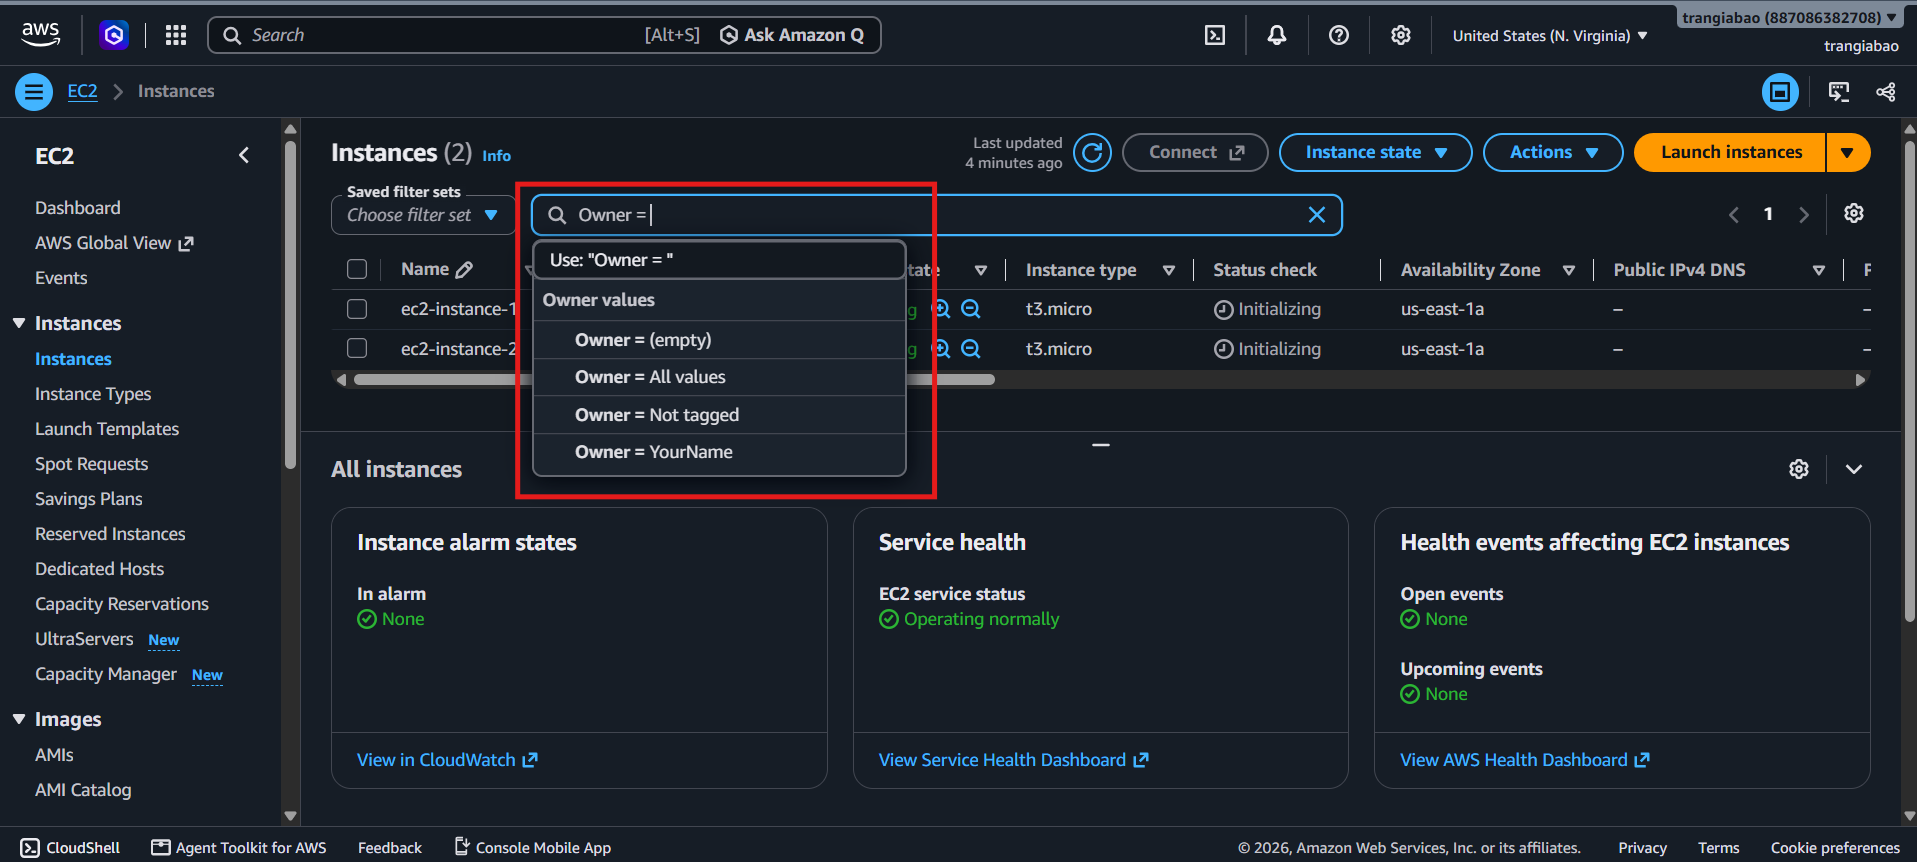 aws
Search [Alt+S] Ask Amazon Q
United States (N. Virginia)
trangiabao (887086382708)
trangiabao
EC2 Instances
EC2
Dashboard
AWS Global View
Events
Instances
Instances
Instance Types
Launch Templates
Spot Requests
Savings Plans
Reserved Instances
Dedicated Hosts
Capacity Reservations
UltraServers New
Capacity Manager New
Images
AMIs
AMI Catalog
Instances (2) Info
Last updated
4 minutes ago
Connect
Instance state
Actions
Launch instances
Saved filter sets
Choose filter set
Owner =
1
Use: "Owner = "
Owner values
Owner = (empty)
Owner = All values
Owner = Not tagged
Owner = YourName
Name Instance type Status check Availability Zone Public IPv4 DNS
ec2-instance-1 t3.micro Initializing us-east-1a – –
ec2-instance-2 t3.micro Initializing us-east-1a – –
All instances
Instance alarm states
In alarm
None
View in CloudWatch
Service health
EC2 service status
Operating normally
View Service Health Dashboard
Health events affecting EC2 instances
Open events
None
Upcoming events
None
View AWS Health Dashboard
CloudShell Agent Toolkit for AWS Feedback Console Mobile App © 2026, Amazon Web Services, Inc. or its affiliates. Privacy Terms Cookie preferences